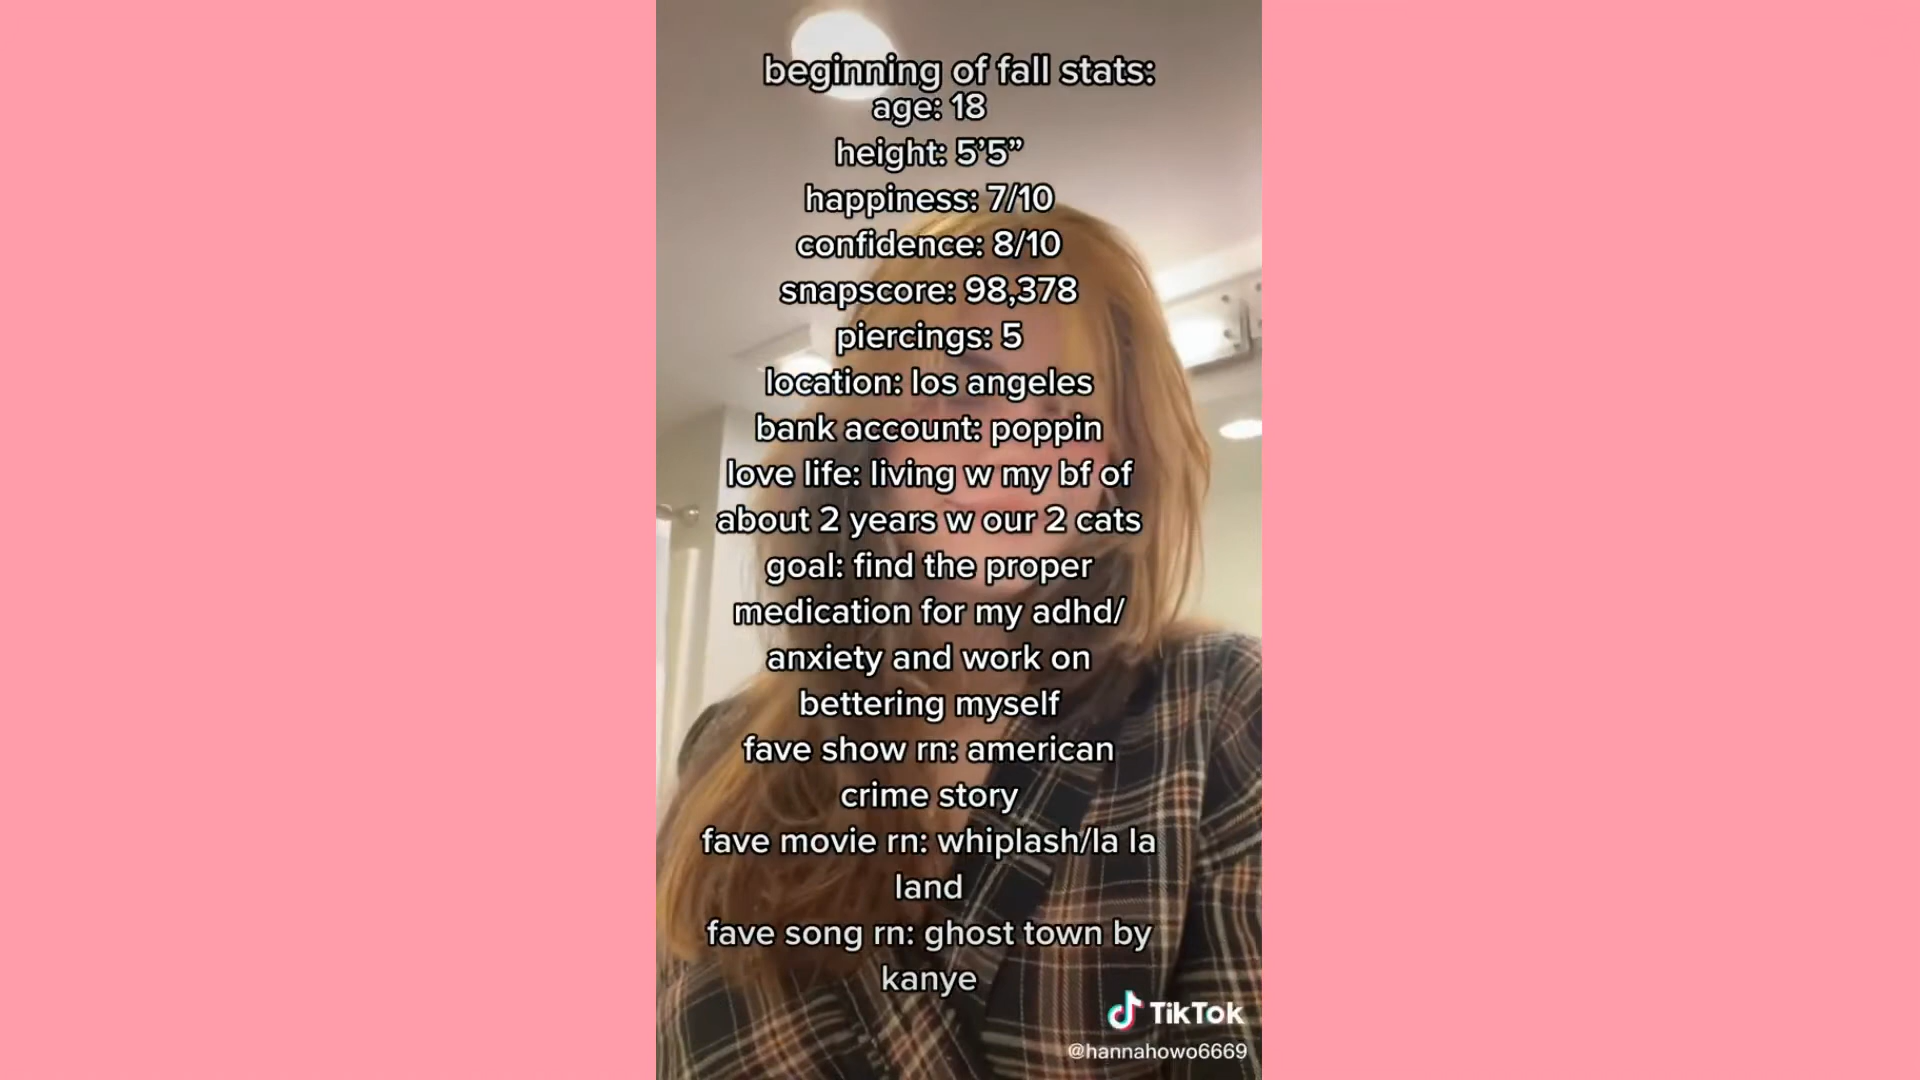 beginning of fall stats:
age: 18
height: 5’5”
happiness: 7/10
confidence: 8/10
snapscore: 98,378
piercings: 5
location: los angeles
bank account: poppin
love life: living w my bf of
about 2 years w our 2 cats
goal: find the proper
medication for my adhd/
anxiety and work on
bettering myself
fave show rn: american
crime story
fave movie rn: whiplash/la la
land
fave song rn: ghost town by
kanye
TikTok
@hannahowo6669